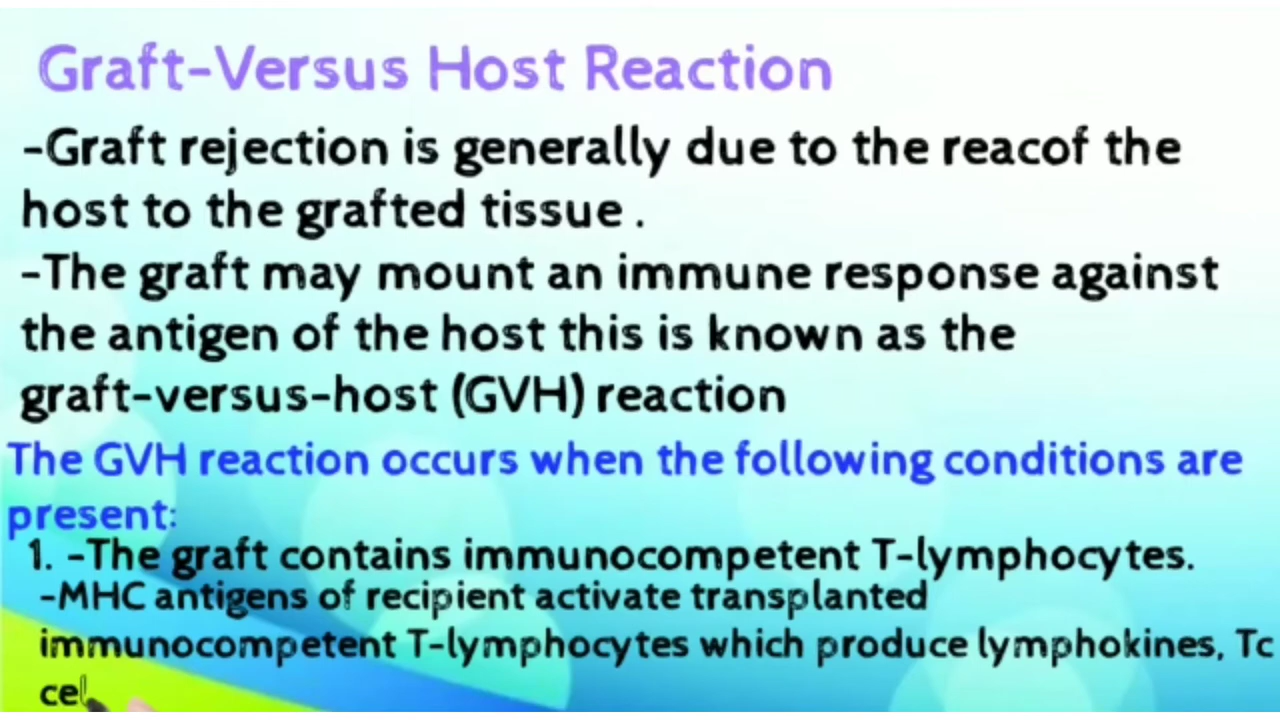 Graft-Versus Host Reaction
-Graft rejection is generally due to the reacof the
host to the grafted tissue .
-The graft may mount an immune response against
the antigen of the host this is known as the
graft-versus-host (GVH) reaction
The GVH reaction occurs when the following conditions are
present:
1. -The graft contains immunocompetent T-lymphocytes.
-MHC antigens of recipient activate transplanted
immunocompetent T-lymphocytes which produce lymphokines, Tc
cel